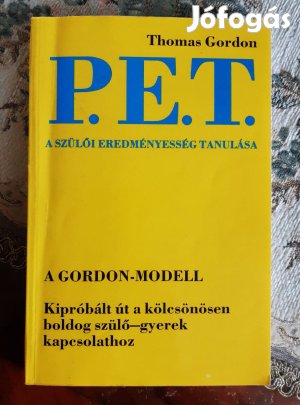 Jófogás
Thomas Gordon
P.E.T.
A SZÜLŐI EREDMÉNYESSÉG TANULÁSA
A GORDON-MODELL
Kipróbált út a kölcsönösen
boldog szülő—gyerek
kapcsolathoz